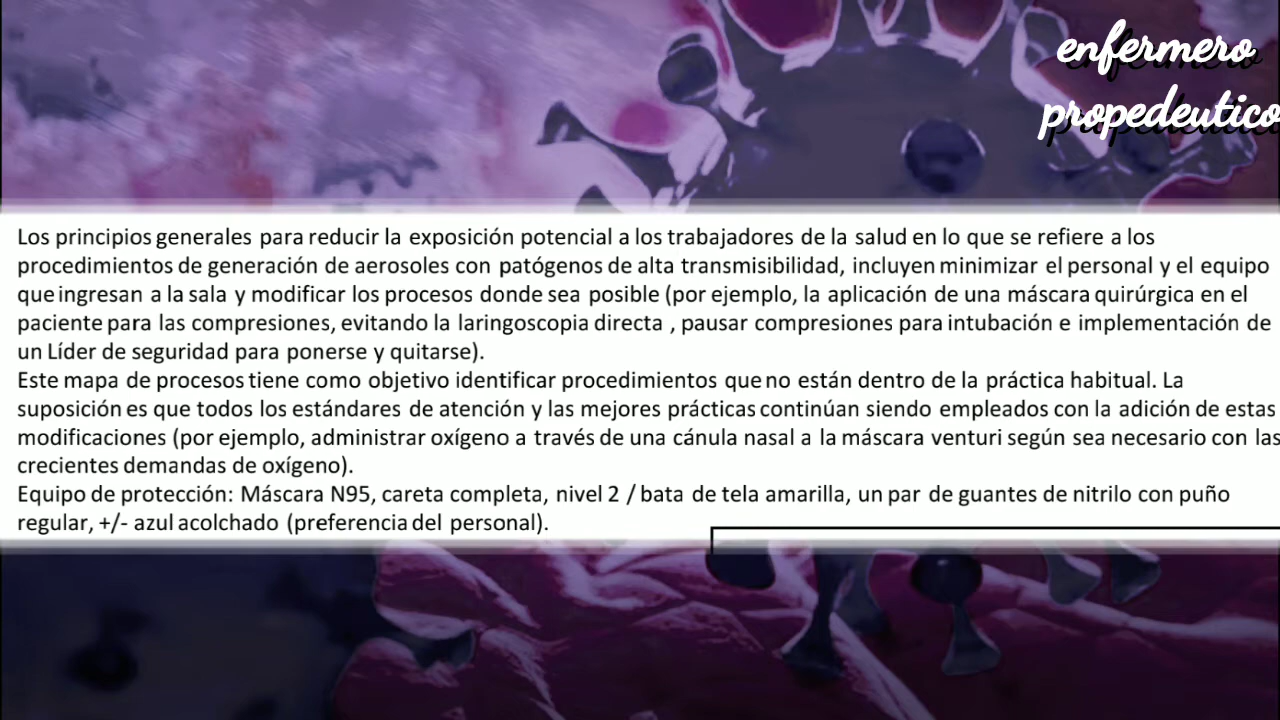 enfermero
propedeutico
Los principios generales para reducir la exposición potencial a los trabajadores de la salud en lo que se refiere a los
procedimientos de generación de aerosoles con patógenos de alta transmisibilidad, incluyen minimizar el personal y el equipo
que ingresan a la sala y modificar los procesos donde sea posible (por ejemplo, la aplicación de una máscara quirúrgica en el
paciente para las compresiones, evitando la laringoscopia directa , pausar compresiones para intubación e implementación de
un Líder de seguridad para ponerse y quitarse).
Este mapa de procesos tiene como objetivo identificar procedimientos que no están dentro de la práctica habitual. La
suposición es que todos los estándares de atención y las mejores prácticas continúan siendo empleados con la adición de estas
modificaciones (por ejemplo, administrar oxígeno a través de una cánula nasal a la máscara venturi según sea necesario con las
crecientes demandas de oxígeno).
Equipo de protección: Máscara N95, careta completa, nivel 2 / bata de tela amarilla, un par de guantes de nitrilo con puño
regular, +/- azul acolchado (preferencia del personal).